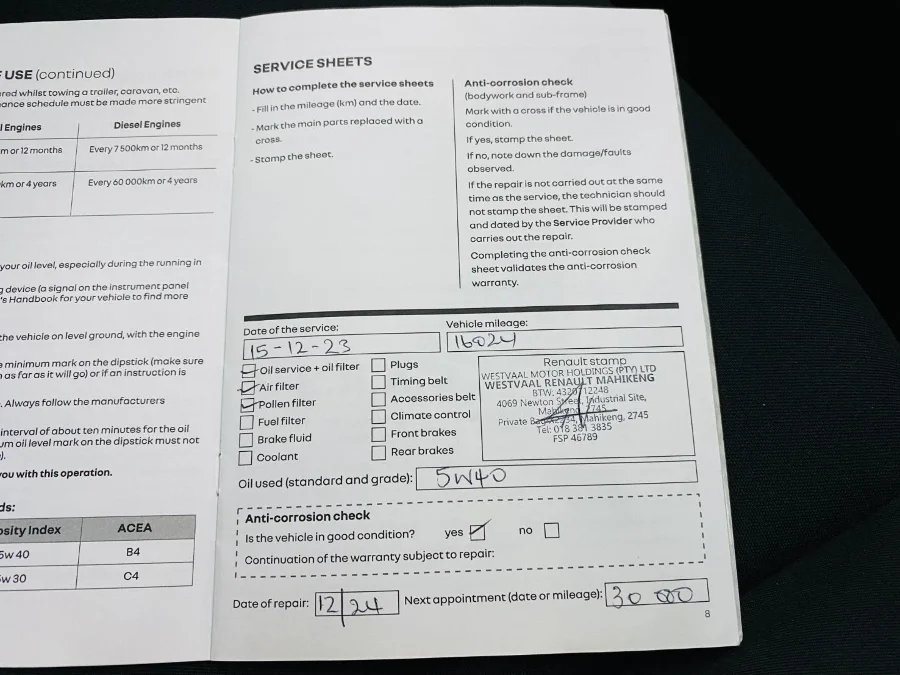 F USE (continued)
ered whilst towing a trailer, caravan, etc.
nance schedule must be made more stringent
l Engines Diesel Engines
m or 12 months Every 7 500km or 12 months
km or 4 years Every 60 000km or 4 years
your oil level, especially during the running in
g device (a signal on the instrument panel
's Handbook for your vehicle to find more
the vehicle on level ground, with the engine
e minimum mark on the dipstick (make sure
n as far as it will go) or if an instruction is
. Always follow the manufacturers
interval of about ten minutes for the oil
um oil level mark on the dipstick must not
).
you with this operation.
ds:
osity Index ACEA
5w 40 B4
5w 30 C4
SERVICE SHEETS
How to complete the service sheets
- Fill in the mileage (km) and the date.
- Mark the main parts replaced with a
cross.
- Stamp the sheet.
Anti-corrosion check
(bodywork and sub-frame)
Mark with a cross if the vehicle is in good
condition.
If yes, stamp the sheet.
If no, note down the damage/faults
observed.
If the repair is not carried out at the same
time as the service, the technician should
not stamp the sheet. This will be stamped
and dated by the Service Provider who
carries out the repair.
Completing the anti-corrosion check
sheet validates the anti-corrosion
warranty.
Date of the service: Vehicle mileage:
15-12-23 16024
Oil service + oil filter
Air filter
Pollen filter
Fuel filter
Brake fluid
Coolant
Plugs
Timing belt
Accessories belt
Climate control
Front brakes
Rear brakes
Renault stamp
WESTVAAL MOTOR HOLDINGS (PTY) LTD
WESTVAAL RENAULT MAHIKENG
BTW: 4320712248
4069 Newton Street, Industrial Site,
Mahikeng, 2745
Private Bag Mahikeng, 2745
Tel: 018 381 3835
FSP 46789
Oil used (standard and grade): 5W40
Anti-corrosion check
Is the vehicle in good condition? yes no
Continuation of the warranty subject to repair:
Date of repair: 12/24 Next appointment (date or mileage): 30 000
8